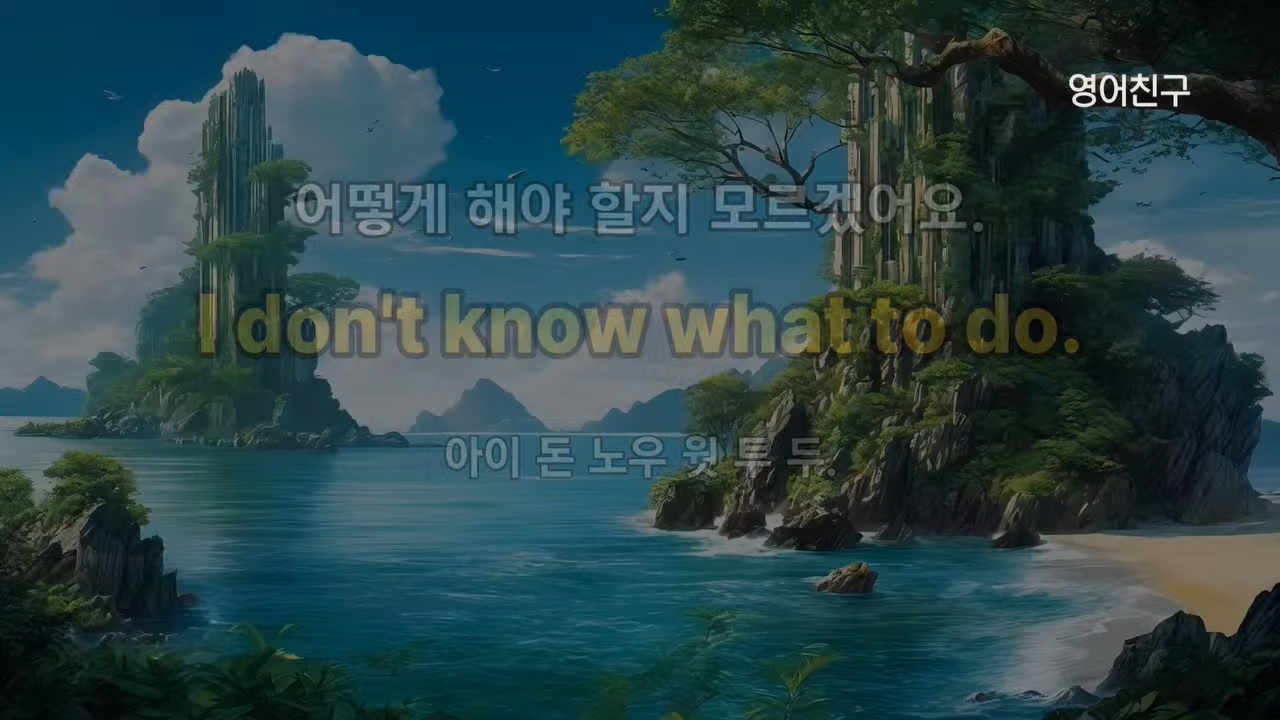 영어친구
어떻게 해야 할지 모르겠어요.
I don't know what to do.
아이 돈 노우 왓 투 두.